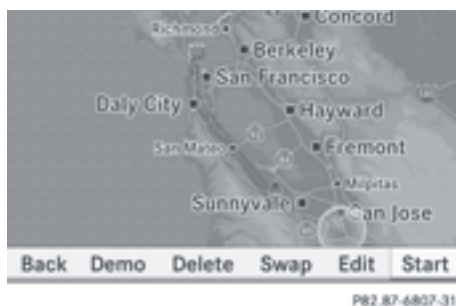 Concord
Richmond
Berkeley
San Francisco
Daly City
Hayward
San Mateo
Fremont
Milpitas
Sunnyvale
San Jose
Back Demo Delete Swap Edit Start
P82.87-6807-31